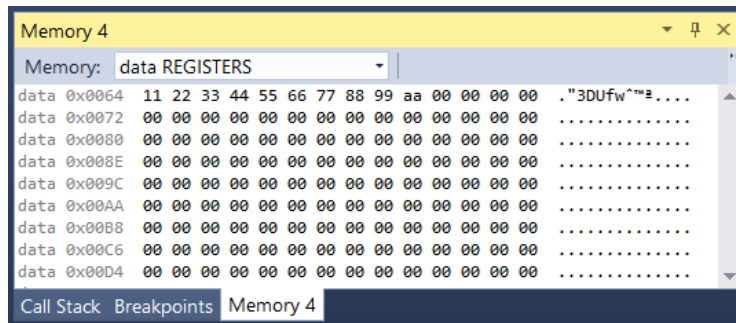 Memory 4
Memory: data REGISTERS
data 0x0064 11 22 33 44 55 66 77 88 99 aa 00 00 00 00 ."3DUfwˆ™ª....
data 0x0072 00 00 00 00 00 00 00 00 00 00 00 00 00 00 ..............
data 0x0080 00 00 00 00 00 00 00 00 00 00 00 00 00 00 ..............
data 0x008E 00 00 00 00 00 00 00 00 00 00 00 00 00 00 ..............
data 0x009C 00 00 00 00 00 00 00 00 00 00 00 00 00 00 ..............
data 0x00AA 00 00 00 00 00 00 00 00 00 00 00 00 00 00 ..............
data 0x00B8 00 00 00 00 00 00 00 00 00 00 00 00 00 00 ..............
data 0x00C6 00 00 00 00 00 00 00 00 00 00 00 00 00 00 ..............
data 0x00D4 00 00 00 00 00 00 00 00 00 00 00 00 00 00 ..............
Call Stack Breakpoints Memory 4